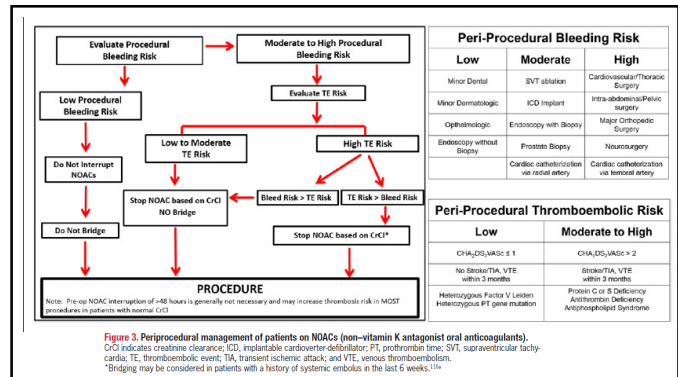 Evaluate Procedural
Bleeding Risk
Moderate to High Procedural
Bleeding Risk
Evaluate TE Risk
Low Procedural
Bleeding Risk
Low to Moderate
TE Risk
High TE Risk
Do Not Interrupt
NOACs
Stop NOAC based on CrCl
NO Bridge
Bleed Risk > TE Risk
TE Risk > Bleed Risk
Do Not Bridge
Stop NOAC based on CrCl*
PROCEDURE
Note: Pre-op NOAC interruption of >48 hours is generally not necessary and may increase thrombosis risk in MOST
procedures in patients with normal CrCl
Peri-Procedural Bleeding Risk
Low Moderate High
Minor Dental
SVT ablation
Cardiovascular/Thoracic
Surgery
Minor Dermatologic
ICD Implant
Intra-abdominal/Pelvic
surgery
Opthalmologic
Endoscopy with Biopsy
Major Orthopedic
Surgery
Endoscopy without
Biopsy
Prostate Biopsy
Neurosurgery
Cardiac catheterization
via radial artery
Cardiac catheterization
via femoral artery
Peri-Procedural Thromboembolic Risk
Low Moderate to High
CHA2DS2VASc ≤ 1
CHA2DS2VASc > 2
No Stroke/TIA, VTE
within 3 months
Stroke/TIA, VTE
within 3 months
Heterozygous Factor V Leiden
Heterozygous PT gene mutation
Protein C or S Deficiency
Antithrombin Deficiency
Antiphospholipid Syndrome
Figure 3. Periprocedural management of patients on NOACs (non–vitamin K antagonist oral anticoagulants).
CrCl indicates creatinine clearance; ICD, implantable cardioverter-defibrillator; PT, prothrombin time; SVT, supraventricular tachy-
cardia; TE, thromboembolic event; TIA, transient ischemic attack; and VTE, venous thromboembolism.
*Bridging may be considered in patients with a history of systemic embolus in the last 6 weeks.